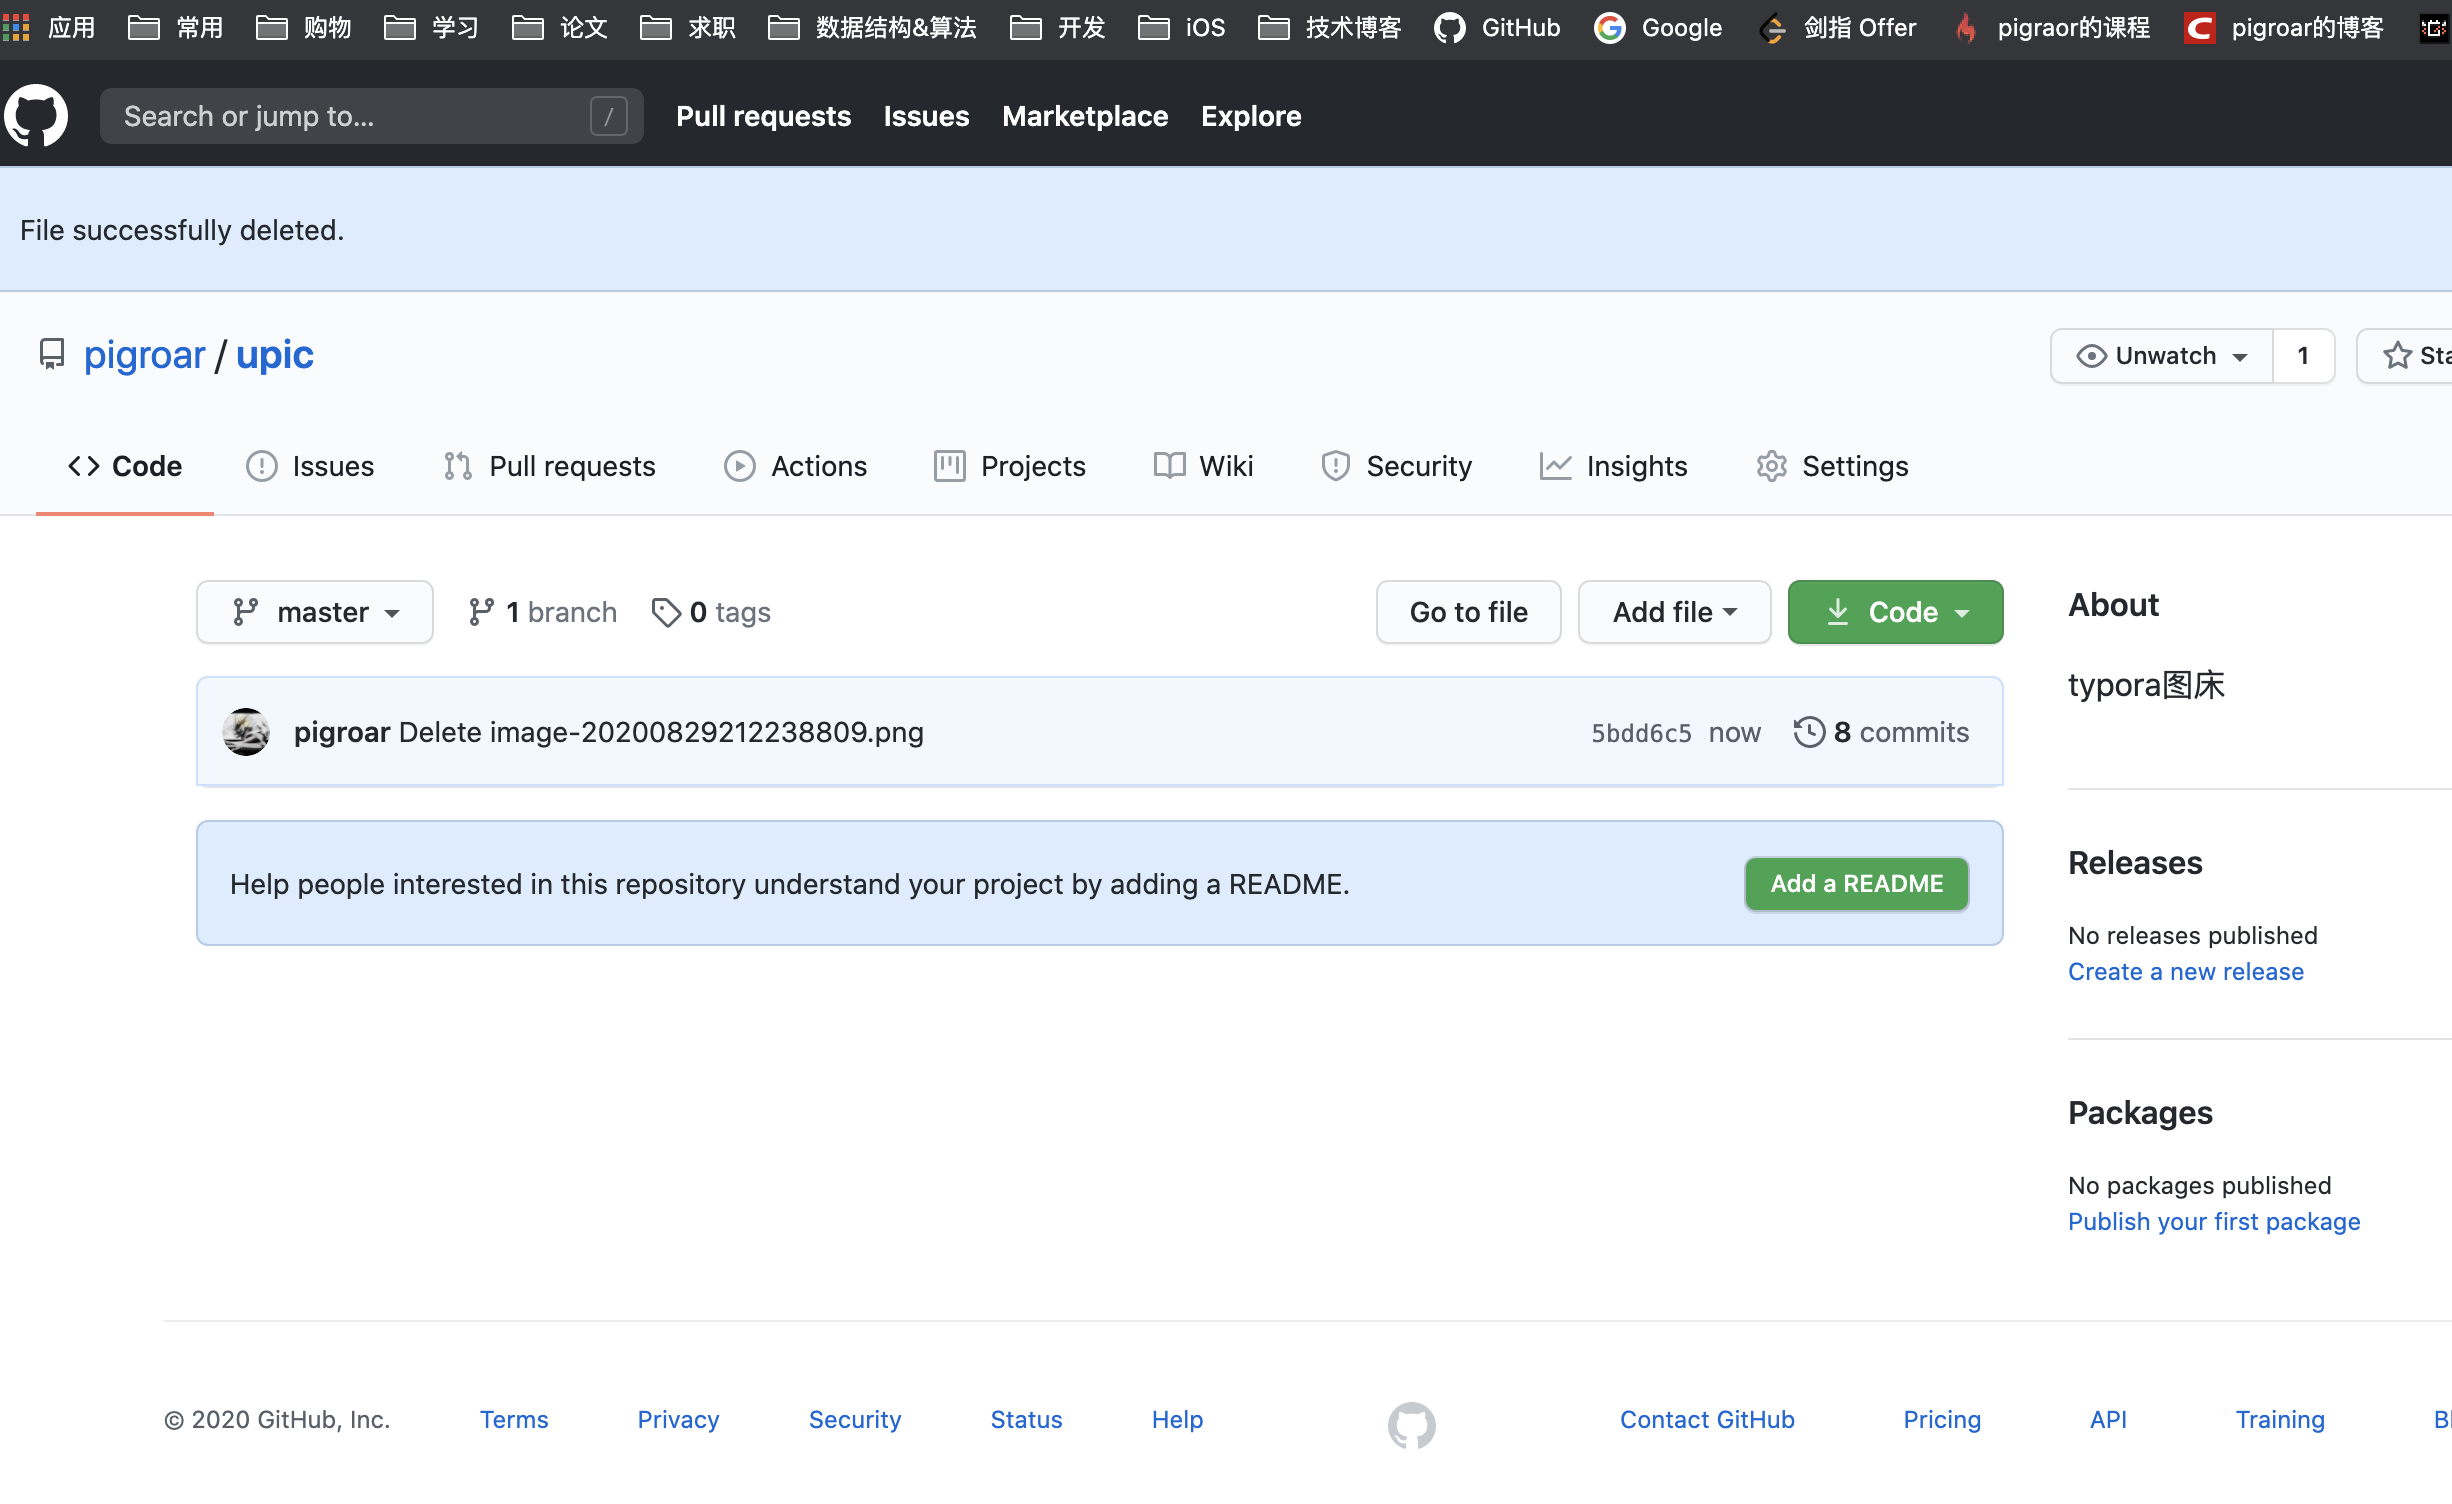 应用 常用 购物 学习 论文 求职 数据结构&算法 开发 iOS 技术博客 GitHub Google 剑指 Offer pigraor的课程 pigroar的博客
Search or jump to... / Pull requests Issues Marketplace Explore
File successfully deleted.
pigroar / upic Unwatch 1 Sta
Code Issues Pull requests Actions Projects Wiki Security Insights Settings
master 1 branch 0 tags Go to file Add file Code
pigroar Delete image-20200829212238809.png 5bdd6c5 now 8 commits
Help people interested in this repository understand your project by adding a README. Add a README
About
typora图床
Releases
No releases published
Create a new release
Packages
No packages published
Publish your first package
© 2020 GitHub, Inc. Terms Privacy Security Status Help Contact GitHub Pricing API Training Bl